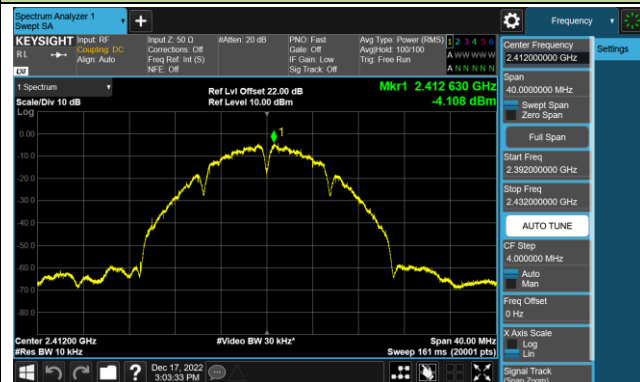 Spectrum Analyzer 1
Swept SA
Frequency
KEYSIGHT
Input: RF
Input Z: 50 Ω
#Atten: 20 dB
PNO: Fast
Avg Type: Power (RMS)
1 2 3 4 5 6
RL
Coupling: DC
Corrections: Off
Gate: Off
Avg|Hold: 100/100
A W W W W W
Align: Auto
Freq Ref: Int (S)
IF Gain: Low
Trig: Free Run
NFE: Off
Sig Track: Off
A N N N N N
LXI
1 Spectrum
Ref Lvl Offset 22.00 dB
Mkr1 2.412 630 GHz
Scale/Div 10 dB
Ref Level 10.00 dBm
-4.108 dBm
Log
1
0.00
-10.0
-20.0
-30.0
-40.0
-50.0
-60.0
-70.0
-80.0
Center 2.41200 GHz
#Video BW 30 kHz*
Span 40.00 MHz
#Res BW 10 kHz
Sweep 161 ms (20001 pts)
?
Dec 17, 2022
3:03:33 PM
Center Frequency
2.412000000 GHz
Settings
Span
40.0000000 MHz
Swept Span
Zero Span
Full Span
Start Freq
2.392000000 GHz
Stop Freq
2.432000000 GHz
AUTO TUNE
CF Step
4.000000 MHz
Auto
Man
Freq Offset
0 Hz
X Axis Scale
Log
Lin
Signal Track
(Span Zoom)